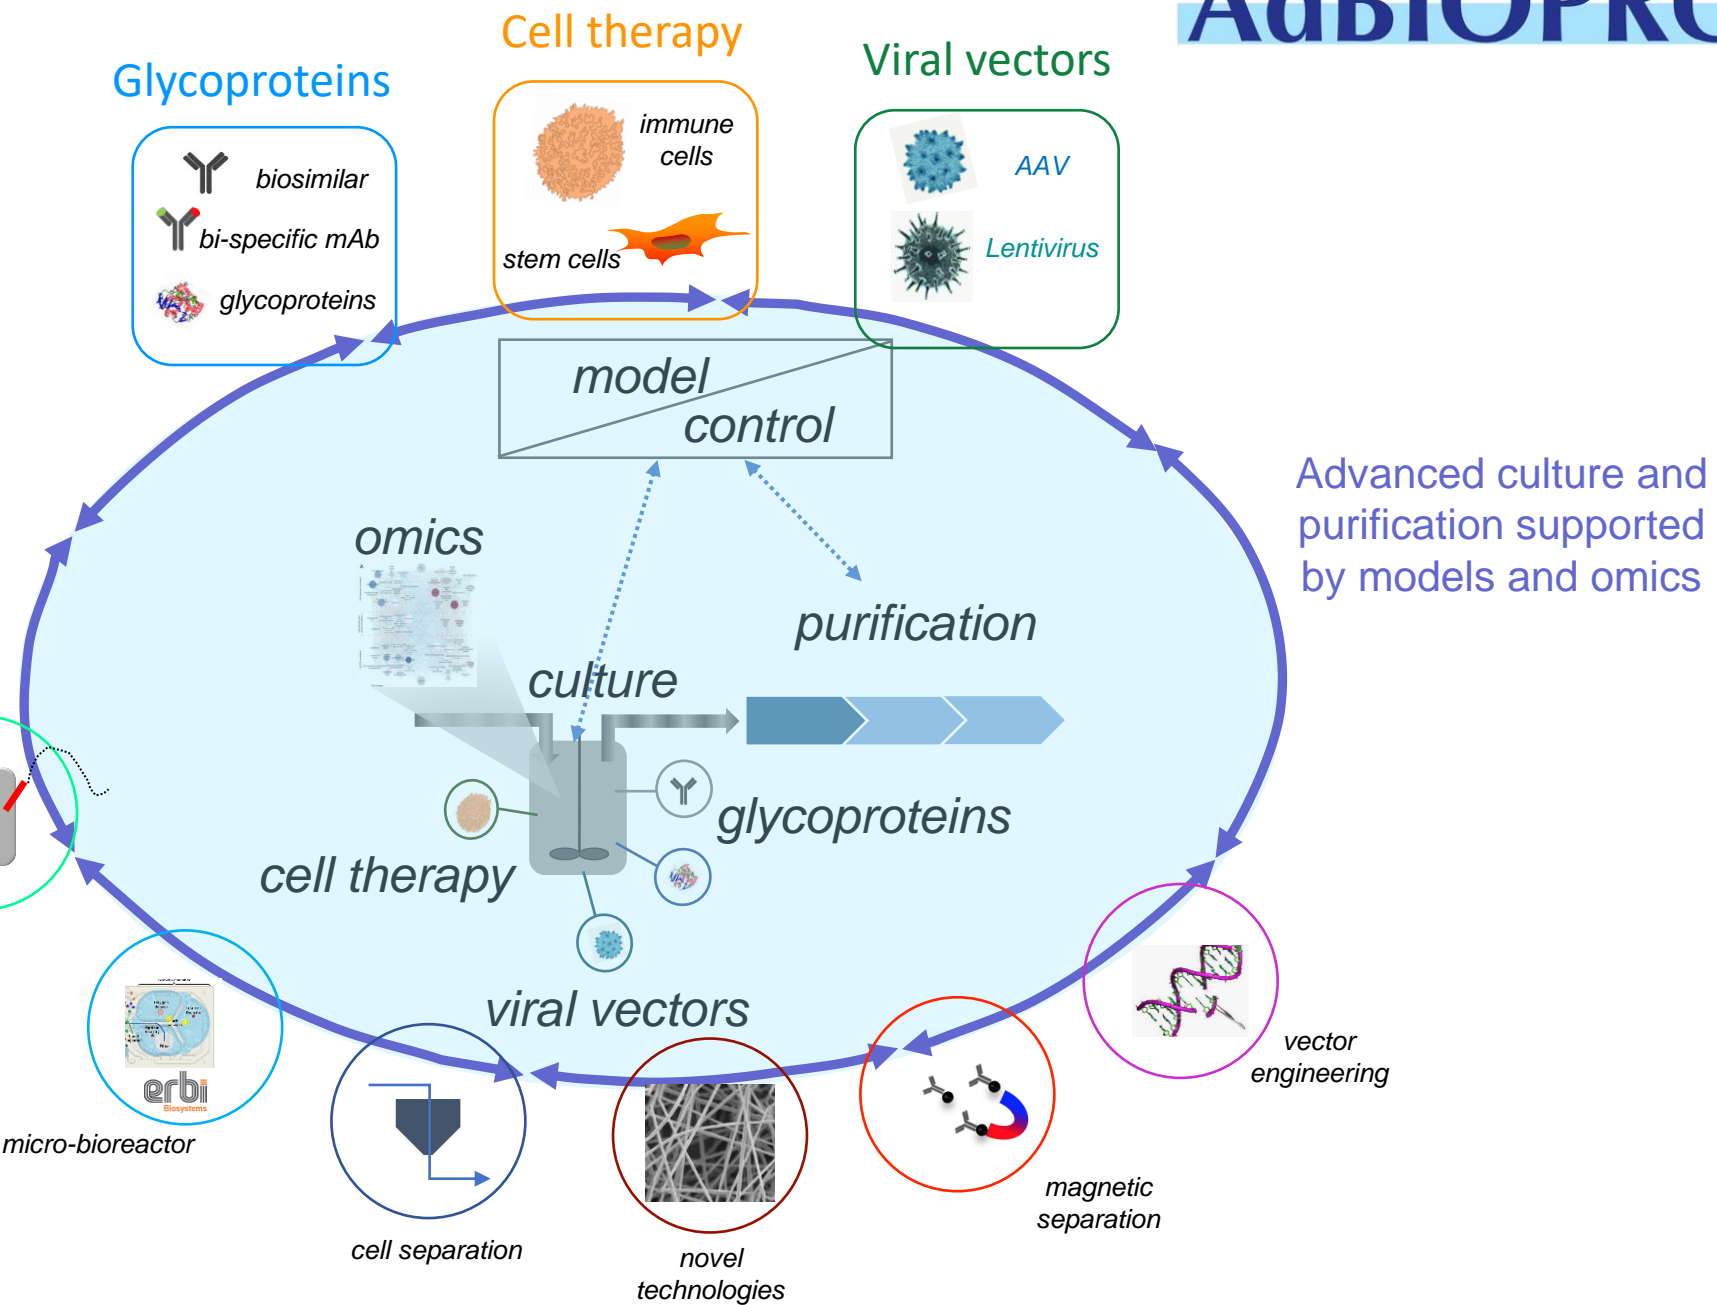 AdBIOPRO
Cell therapy
Viral vectors
Glycoproteins
immune
cells
AAV
biosimilar
bi-specific mAb
Lentivirus
stem cells
glycoproteins
model
control
Advanced culture and
purification supported
by models and omics
omics
purification
culture
glycoproteins
cell therapy
viral vectors
vector
engineering
erbi
Biosystems
micro-bioreactor
magnetic
separation
cell separation
novel
technologies